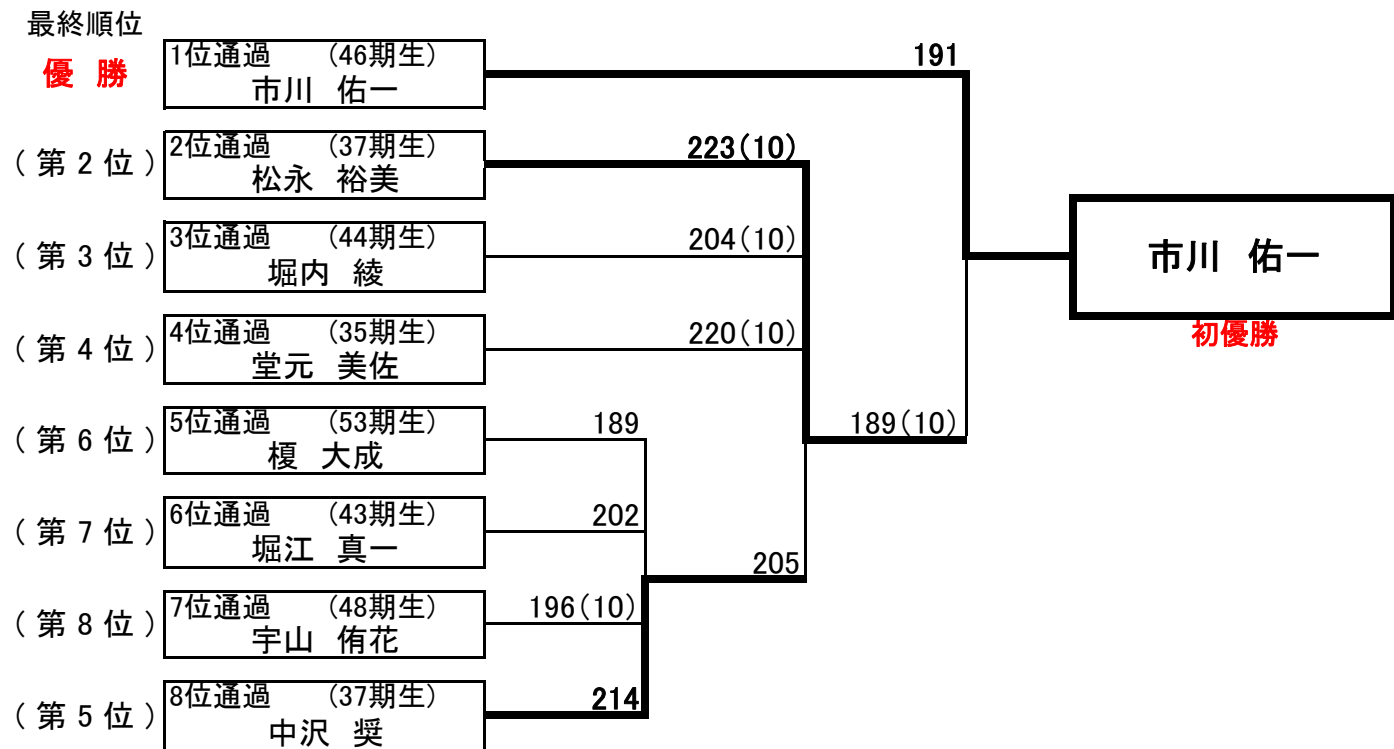 最終順位
優 勝
1位通過 (46期生)
市川 佑一
191
(第2位)
2位通過 (37期生)
松永 裕美
223(10)
(第3位)
3位通過 (44期生)
堀内 綾
204(10)
市川 佑一
初優勝
(第4位)
4位通過 (35期生)
堂元 美佐
220(10)
(第6位)
5位通過 (53期生)
榎 大成
189
189(10)
(第7位)
6位通過 (43期生)
堀江 真一
202
205
(第8位)
7位通過 (48期生)
宇山 侑花
196(10)
(第5位)
8位通過 (37期生)
中沢 奨
214